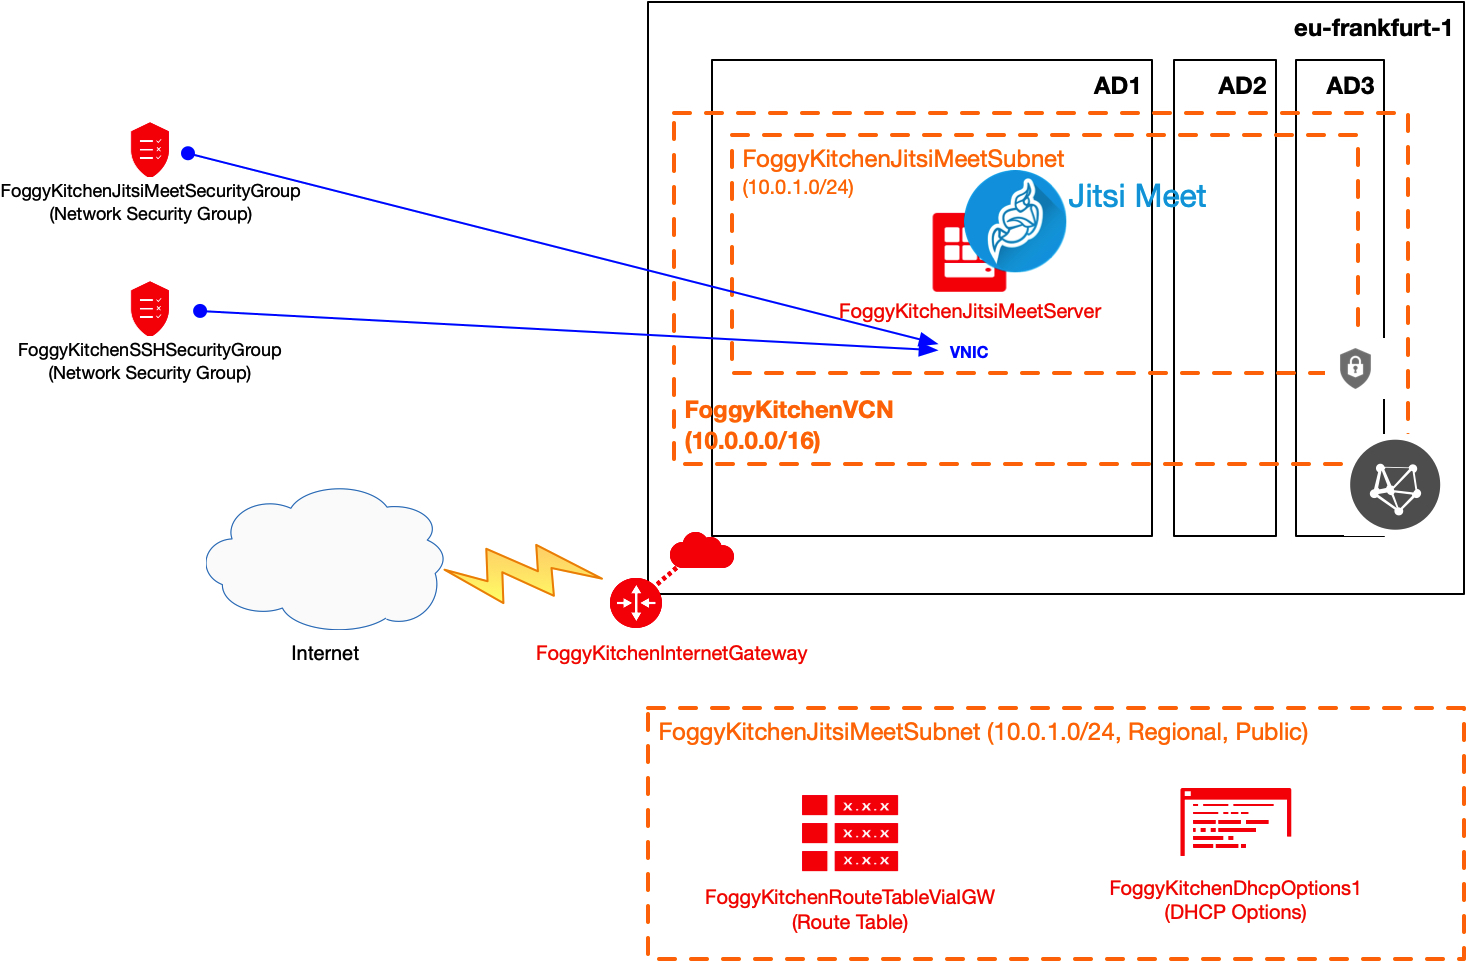 eu-frankfurt-1
AD1
AD2
AD3
FoggyKitchenJitsiMeetSubnet
(10.0.1.0/24)
Jitsi Meet
FoggyKitchenJitsiMeetSecurityGroup
(Network Security Group)
FoggyKitchenJitsiMeetServer
FoggyKitchenSSHSecurityGroup
(Network Security Group)
VNIC
FoggyKitchenVCN
(10.0.0.0/16)
Internet
FoggyKitchenInternetGateway
FoggyKitchenJitsiMeetSubnet (10.0.1.0/24, Regional, Public)
x.x.x
x.x.x
x.x.x
FoggyKitchenRouteTableViaIGW
(Route Table)
FoggyKitchenDhcpOptions1
(DHCP Options)